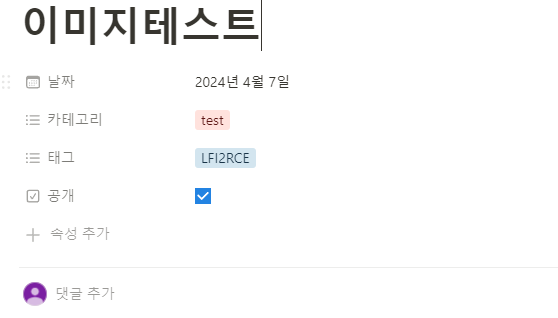 이미지테스트
날짜 2024년 4월 7일
카테고리 test
태그 LFI2RCE
공개
속성 추가
댓글 추가